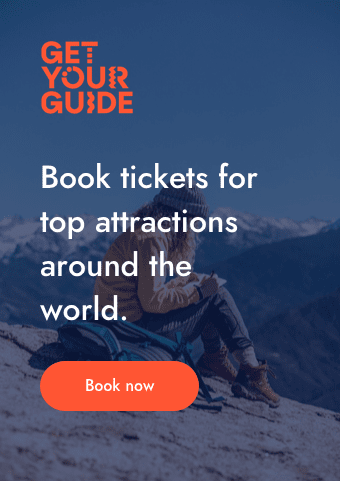 GET
YOUR
GUIDE
Book tickets for
top attractions
around the
world.
Book now